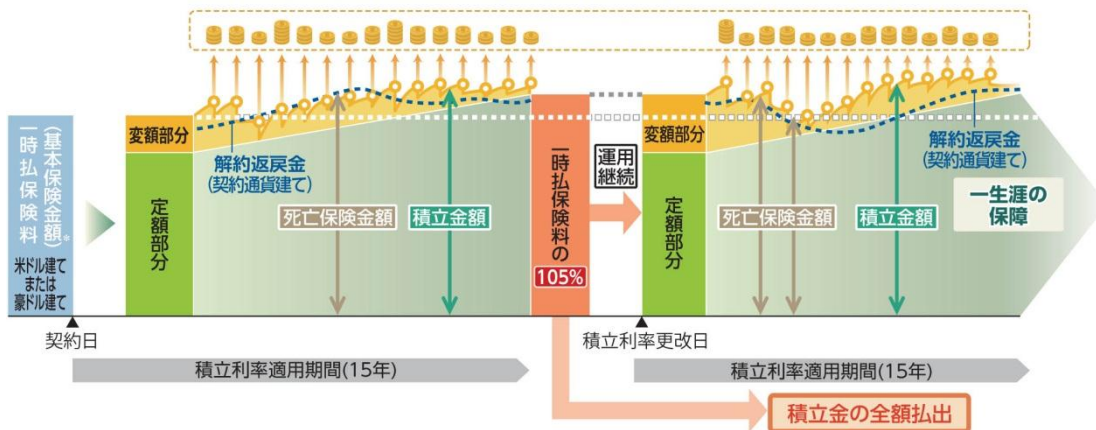 一時払保険料
(基本保険金額)※
米ドル建て
または
豪ドル建て
契約日
変額部分
定額部分
解約返戻金
(契約通貨建て)
死亡保険金額
積立金額
積立利率適用期間(15年)
一時払保険料の
105%
運用
継続
積立金の全額払出
積立利率更改日
変額部分
定額部分
死亡保険金額
積立金額
解約返戻金
(契約通貨建て)
一生涯の
保障
積立利率適用期間(15年)